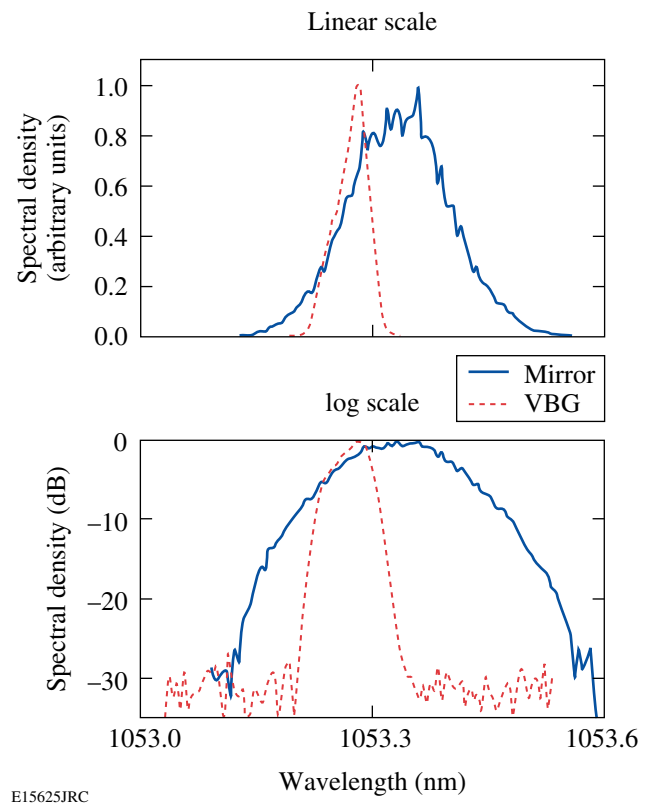 Linear scale
Spectral density
(arbitrary units)
1.0
0.8
0.6
0.4
0.2
0.0
Mirror
VBG
log scale
Spectral density (dB)
0
−10
−20
−30
1053.0
1053.3
1053.6
Wavelength (nm)
E15625JRC